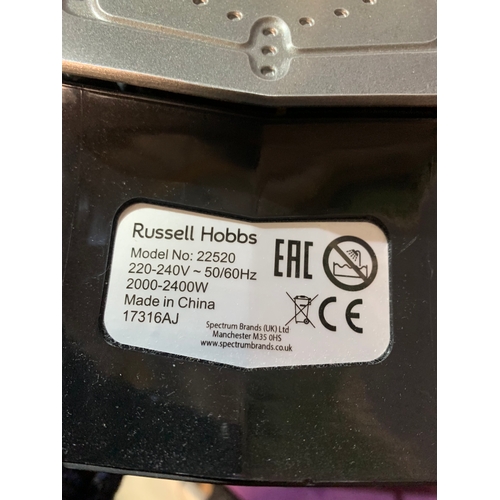 Russell Hobbs
Model No: 22520
220-240V ~ 50/60Hz
2000-2400W
Made in China
17316AJ
EAC
CE
Spectrum Brands (UK) Ltd
Manchester M35 0HS
www.spectrumbrands.co.uk